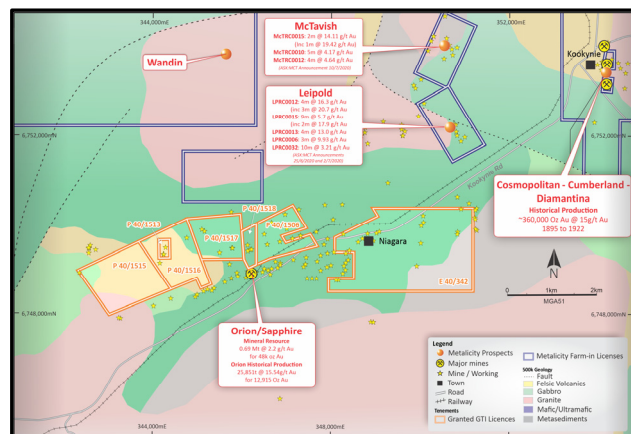 344,000mE
348,000mE
McTavish
McTRC0015: 2m @ 14.11 g/t Au
(Inc 1m @ 19.42 g/t Au)
McTRC0010: 5m @ 4.17 g/t Au
McTRC0012: 4m @ 4.64 g/t Au
Wandin
Kookynie
Leipold
LPRC0012: 4m @ 16.3 g/t Au
(inc 3m @ 20.7 g/t Au)
(inc 2m @ 17.9 g/t Au)
LPRC0013: 4m @ 13.0 g/t Au
LPRC0006: 3m @ 9.93 g/t Au
LPRC0032: 10m @ 3.21 g/t Au
(ASX:MCT Announcements
6,752,000mN
6,752,000mN
Kookynie Rd
Cosmopolitan - Cumberland -
Diamantina
Historical Production
~360,000 Oz Au @ 15g/t Au
1895 to 1922
P 40/1513
P 40/1518
P 40/1506
P 40/1517
P 40/1515
P 40/1516
Niagara
E 40/342
N
0 1km 2km
MGA51
6,748,000mN
6,748,000mN
Orion/Sapphire
Mineral Resource
0.69 Mt @ 2.2 g/t Au
for 48k oz Au
Orion Historical Production
25,851t @ 15.54g/t Au
for 12,915 Oz Au
Legend
Metalicity Prospects
Major mines
Mine / Working
Town
Road
Railway
Tenements
Granted GTI Licences
Metalicity Farm-in Licenses
500k Geology
Fault
Felsic Volcanics
Gabbro
Granite
Mafic/Ultramafic
Metasediments
344,000mE
348,000mE